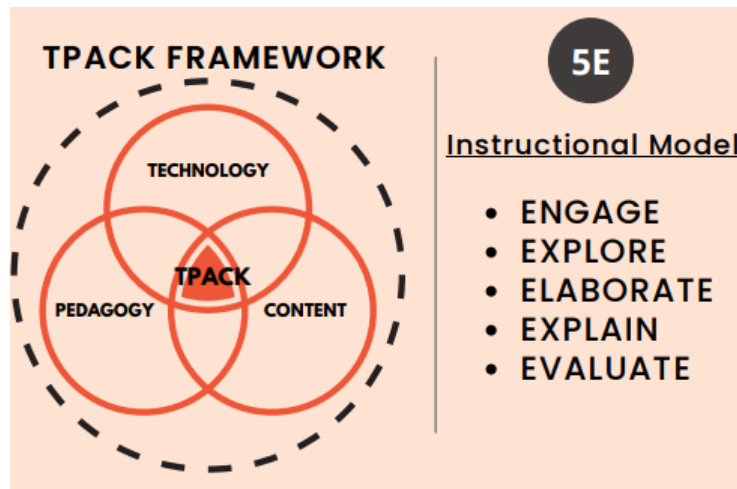 TPACK FRAMEWORK
TECHNOLOGY
TPACK
PEDAGOGY
CONTENT
5E
Instructional Model
• ENGAGE
• EXPLORE
• ELABORATE
• EXPLAIN
• EVALUATE